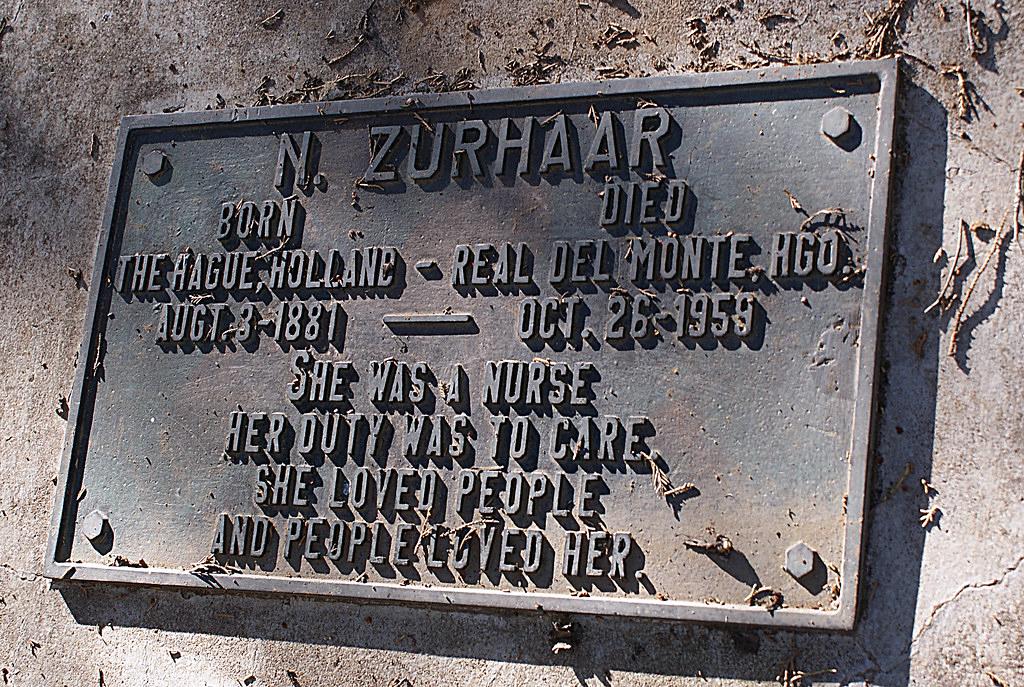 N. ZURHAAR
BORN DIED
THE HAGUE, HOLLAND - REAL DEL MONTE, HGO.
AUGT. 3-1881 — OCT. 26-1959
SHE WAS A NURSE
HER DUTY WAS TO CARE
SHE LOVED PEOPLE
AND PEOPLE LOVED HER.